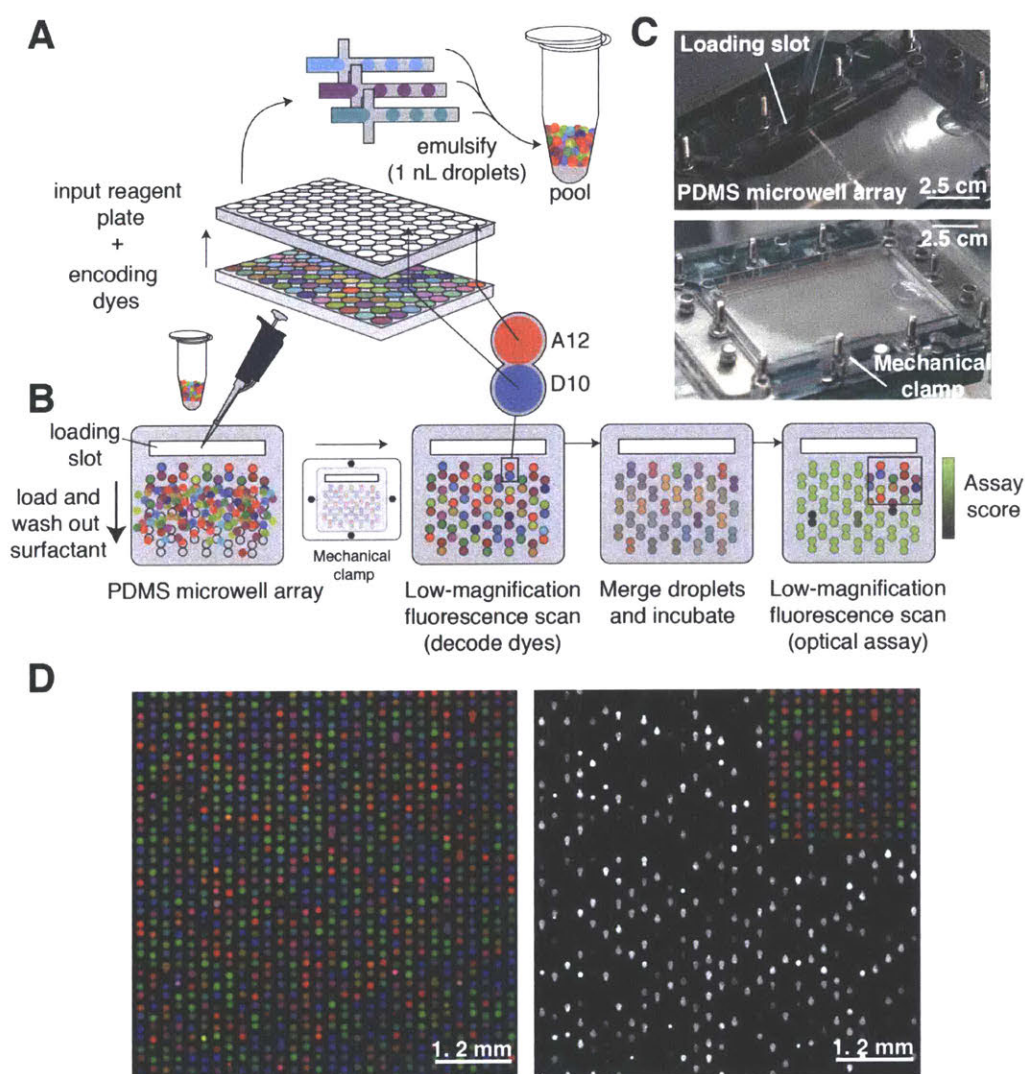 A
emulsify
(1 nL droplets)
pool
input reagent
plate
+
encoding
dyes
A12
D10
C
Loading slot
PDMS microwell array
2.5 cm
2.5 cm
Mechanical
clamp
B
loading
slot
load and
wash out
surfactant
PDMS microwell array
Mechanical
clamp
Low-magnification
fluorescence scan
(decode dyes)
Merge droplets
and incubate
Low-magnification
fluorescence scan
(optical assay)
Assay
score
D
1.2 mm
1.2 mm